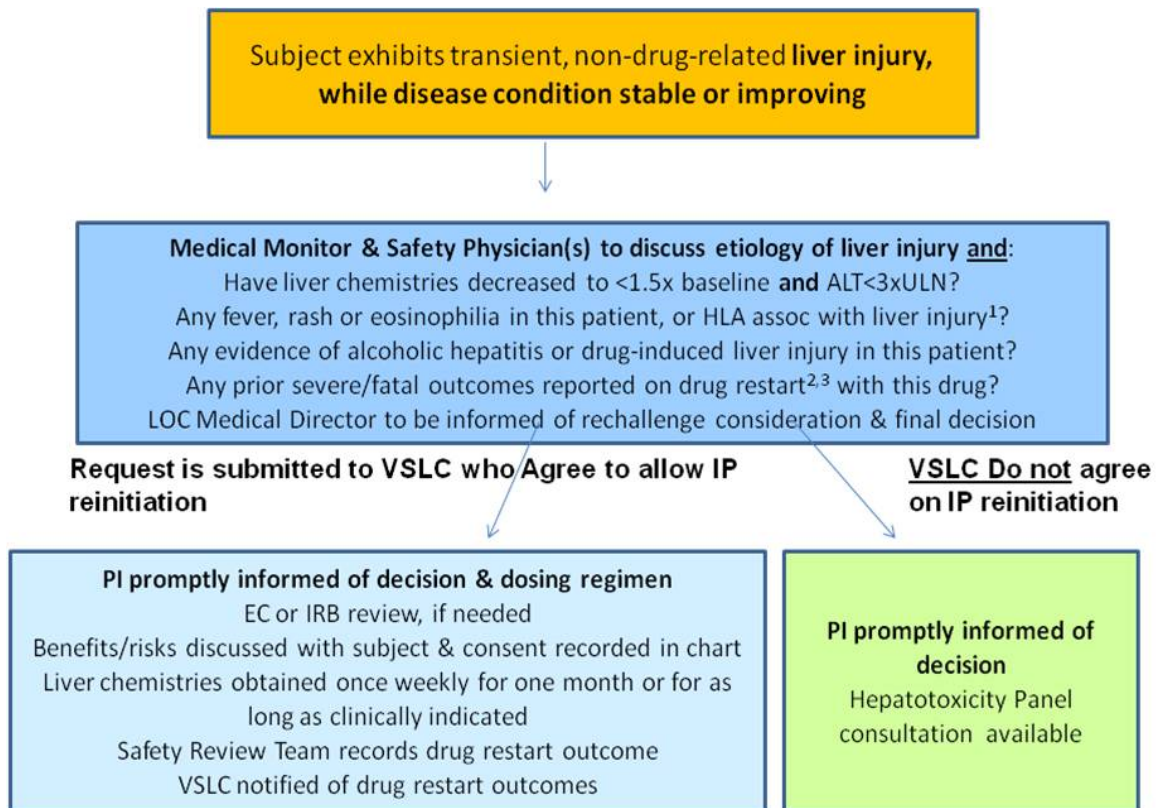 Subject exhibits transient, non-drug-related liver injury,
while disease condition stable or improving
Medical Monitor & Safety Physician(s) to discuss etiology of liver injury and:
Have liver chemistries decreased to <1.5x baseline and ALT<3xULN?
Any fever, rash or eosinophilia in this patient, or HLA assoc with liver injury1?
Any evidence of alcoholic hepatitis or drug-induced liver injury in this patient?
Any prior severe/fatal outcomes reported on drug restart2,3 with this drug?
LOC Medical Director to be informed of rechallenge consideration & final decision
Request is submitted to VSLC who Agree to allow IP
reinitiation
VSLC Do not agree
on IP reinitiation
PI promptly informed of decision & dosing regimen
EC or IRB review, if needed
Benefits/risks discussed with subject & consent recorded in chart
Liver chemistries obtained once weekly for one month or for as
long as clinically indicated
Safety Review Team records drug restart outcome
VSLC notified of drug restart outcomes
PI promptly informed of
decision
Hepatotoxicity Panel
consultation available